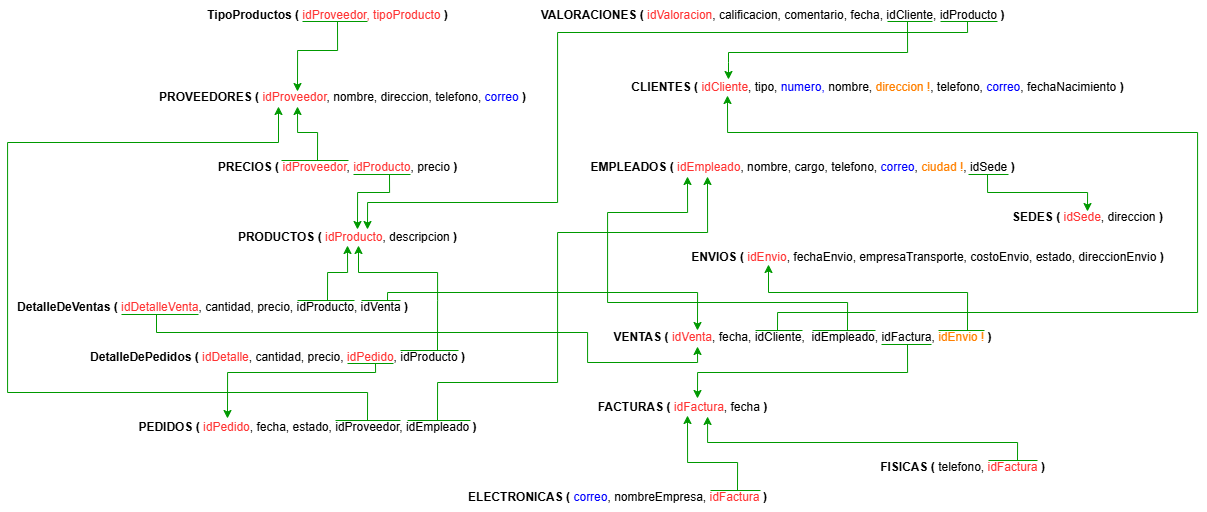 TipoProductos ( idProveedor, tipoProducto )
VALORACIONES ( idValoracion, calificacion, comentario, fecha, idCliente, idProducto )
CLIENTES ( idCliente, tipo, numero, nombre, direccion !, telefono, correo, fechaNacimiento )
PROVEEDORES ( idProveedor, nombre, direccion, telefono, correo )
PRECIOS ( idProveedor, idProducto, precio )
EMPLEADOS ( idEmpleado, nombre, cargo, telefono, correo, ciudad !, idSede )
SEDES ( idSede, direccion )
PRODUCTOS ( idProducto, descripcion )
ENVIOS ( idEnvio, fechaEnvio, empresaTransporte, costoEnvio, estado, direccionEnvio )
DetalleDeVentas ( idDetalleVenta, cantidad, precio, idProducto, idVenta )
VENTAS ( idVenta, fecha, idCliente, idEmpleado, idFactura, idEnvio ! )
DetalleDePedidos ( idDetalle, cantidad, precio, idPedido, idProducto )
FACTURAS ( idFactura, fecha )
PEDIDOS ( idPedido, fecha, estado, idProveedor, idEmpleado )
FISICAS ( telefono, idFactura )
ELECTRONICAS ( correo, nombreEmpresa, idFactura )